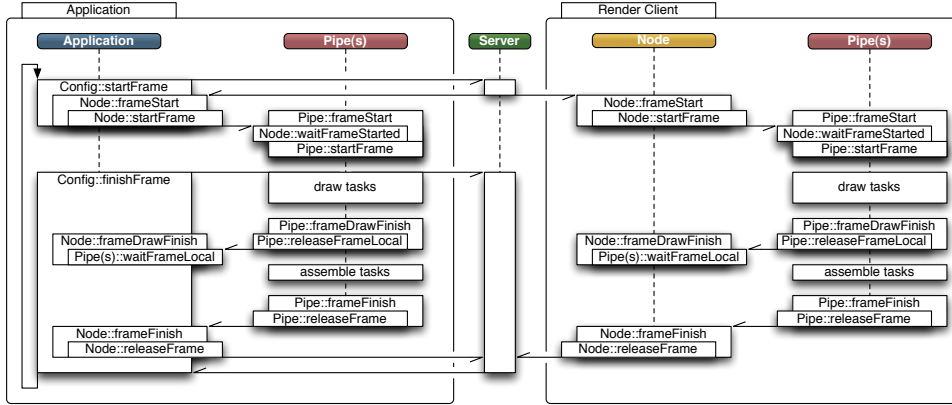 Application
Render Client
Application
Pipe(s)
Server
Node
Pipe(s)
Config::startFrame
Node::frameStart
Node::startFrame
Pipe::frameStart
Node::waitFrameStarted
Pipe::startFrame
Node::frameStart
Node::startFrame
Pipe::frameStart
Node::waitFrameStarted
Pipe::startFrame
Config::finishFrame
draw tasks
draw tasks
Node::frameDrawFinish
Pipe(s)::waitFrameLocal
Pipe::frameDrawFinish
Pipe::releaseFrameLocal
Node::frameDrawFinish
Pipe(s)::waitFrameLocal
Pipe::frameDrawFinish
Pipe::releaseFrameLocal
assemble tasks
assemble tasks
Pipe::frameFinish
Pipe::releaseFrame
Pipe::frameFinish
Pipe::releaseFrame
Node::frameFinish
Node::releaseFrame
Node::frameFinish
Node::releaseFrame